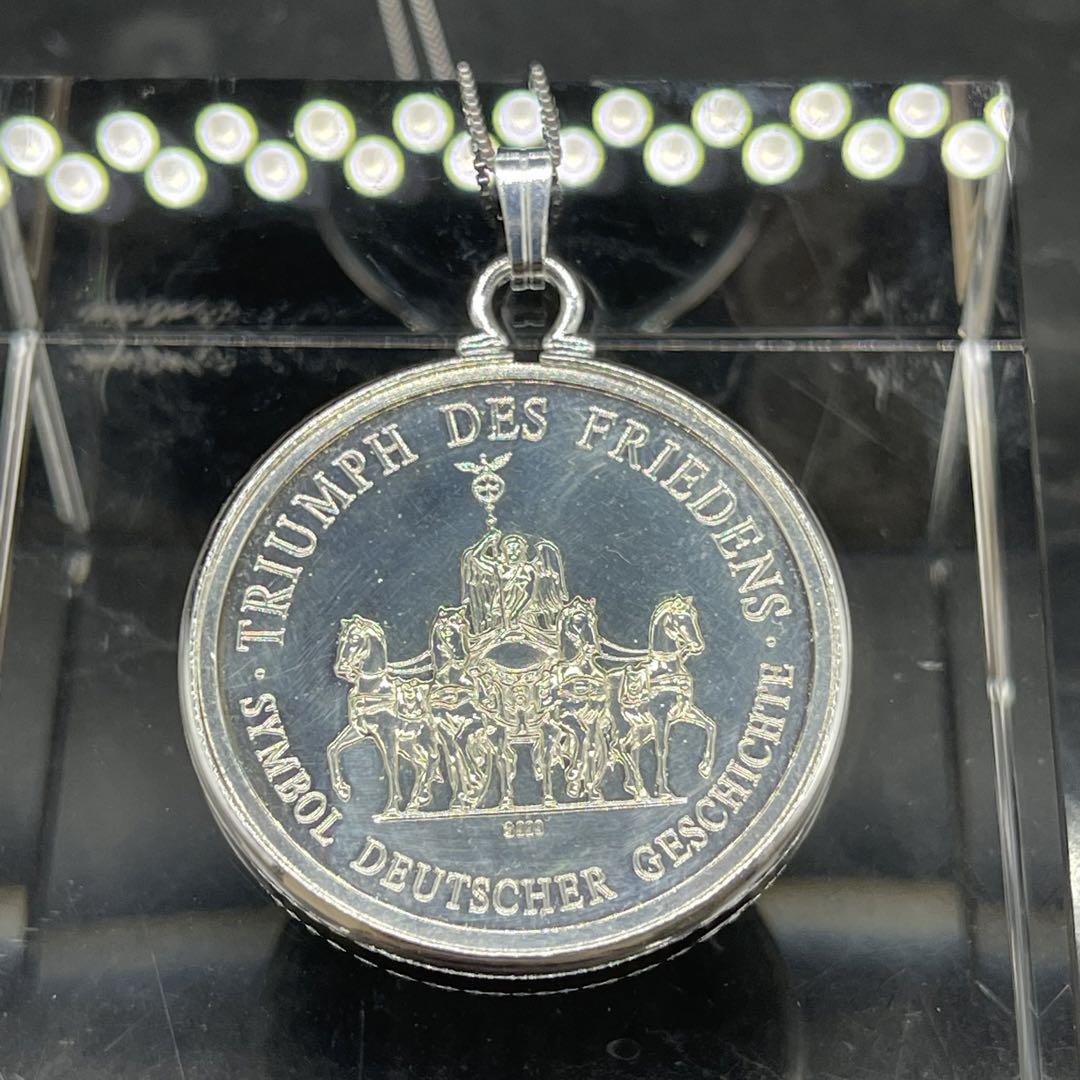 · TRIUMPH DES FRIEDENS ·
SYMBOL DEUTSCHER GESCHICHTE